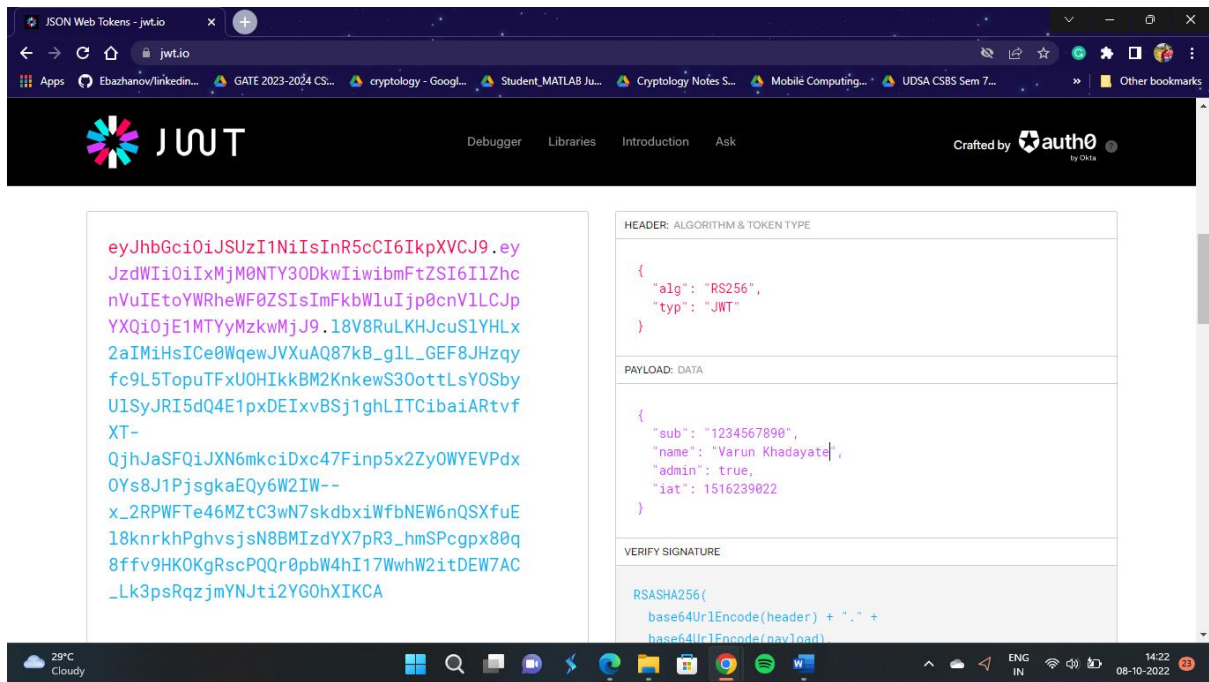 JSON Web Tokens - jwt.io
jwt.io
Apps Ebazhanov/linkedin... GATE 2023-2024 CS:... cryptology - Googl... Student_MATLAB Ju... Cryptology Notes S... Mobile Computing... UDSA CSBS Sem 7... » Other bookmarks
JWT Debugger Libraries Introduction Ask Crafted by auth0
by Okta
HEADER: ALGORITHM & TOKEN TYPE
{
"alg": "RS256",
"typ": "JWT"
}
PAYLOAD: DATA
{
"sub": "1234567890",
"name": "Varun Khadayate",
"admin": true,
"iat": 1516239022
}
VERIFY SIGNATURE
RSASHA256(
base64UrlEncode(header) + "." +
base64UrlEncode(payload),
eyJhbGciOiJSUzI1NiIsInR5cCI6IkpXVCJ9.ey
JzdWIiOiIxMjM0NTY3ODkwIiwibmFtZSI6IlZhc
nVuIEtoYWRheWF0ZSIsImFkbWluIjp0cnVlLCJp
YXQiOjE1MTYyMzkwMjJ9.l8V8RuLKHJcuSlYHLx
2aIMiHsICe0WqewJVXuAQ87kB_glL_GEF8JHzqy
fc9L5TopuTFxUOHIkkBM2KnkewS3OottLsYOSby
UlSyJRI5dQ4E1pxDEIxvBSj1ghLITCibaiARtvf
XT-
QjhJaSFQiJXN6mkciDxc47Finp5x2ZyOWYEVPdx
OYs8J1PjsgkaEQy6W2IW--
x_2RPWFTe46MZtC3wN7skdbxiWfbNEW6nQSXfuE
l8knrkhPghvsjsN8BMIzdYX7pR3_hmSPcgpx80q
8ffv9HKOKgRscPQQr0pbW4hI17WwhW2itDEW7AC
_Lk3psRqzjmYNJti2YGOhXIKCA
29°C
Cloudy
ENG
IN
14:22
08-10-2022
23